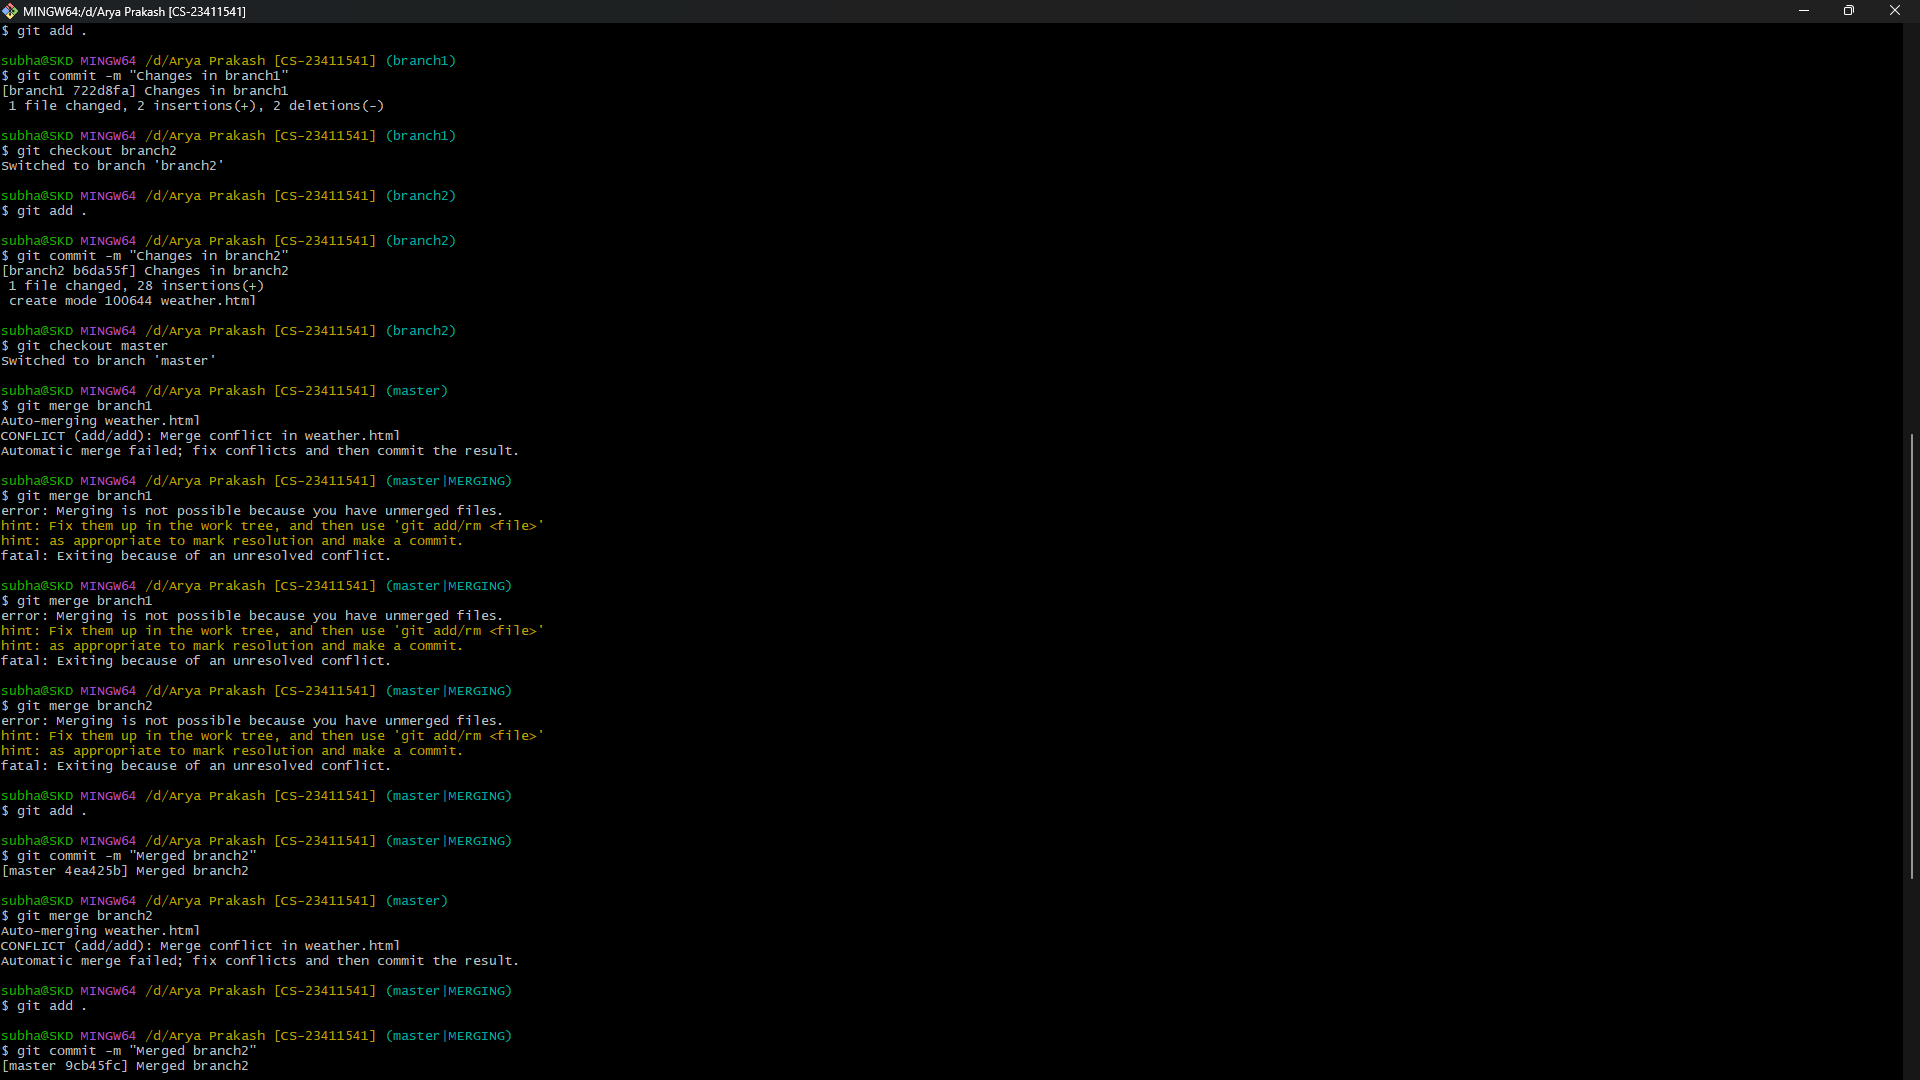 MINGW64:/d/Arya Prakash [CS-23411541]
$ git add .
subha@SKD MINGW64 /d/Arya Prakash [CS-23411541] (branch1)
$ git commit -m "Changes in branch1"
[branch1 722d8fa] Changes in branch1
1 file changed, 2 insertions(+), 2 deletions(-)
subha@SKD MINGW64 /d/Arya Prakash [CS-23411541] (branch1)
$ git checkout branch2
Switched to branch 'branch2'
subha@SKD MINGW64 /d/Arya Prakash [CS-23411541] (branch2)
$ git add .
subha@SKD MINGW64 /d/Arya Prakash [CS-23411541] (branch2)
$ git commit -m "Changes in branch2"
[branch2 b6da55f] Changes in branch2
1 file changed, 28 insertions(+)
create mode 100644 weather.html
subha@SKD MINGW64 /d/Arya Prakash [CS-23411541] (branch2)
$ git checkout master
Switched to branch 'master'
subha@SKD MINGW64 /d/Arya Prakash [CS-23411541] (master)
$ git merge branch1
Auto-merging weather.html
CONFLICT (add/add): Merge conflict in weather.html
Automatic merge failed; fix conflicts and then commit the result.
subha@SKD MINGW64 /d/Arya Prakash [CS-23411541] (master|MERGING)
$ git merge branch1
error: Merging is not possible because you have unmerged files.
hint: Fix them up in the work tree, and then use 'git add/rm <file>'
hint: as appropriate to mark resolution and make a commit.
fatal: Exiting because of an unresolved conflict.
subha@SKD MINGW64 /d/Arya Prakash [CS-23411541] (master|MERGING)
$ git merge branch1
error: Merging is not possible because you have unmerged files.
hint: Fix them up in the work tree, and then use 'git add/rm <file>'
hint: as appropriate to mark resolution and make a commit.
fatal: Exiting because of an unresolved conflict.
subha@SKD MINGW64 /d/Arya Prakash [CS-23411541] (master|MERGING)
$ git merge branch2
error: Merging is not possible because you have unmerged files.
hint: Fix them up in the work tree, and then use 'git add/rm <file>'
hint: as appropriate to mark resolution and make a commit.
fatal: Exiting because of an unresolved conflict.
subha@SKD MINGW64 /d/Arya Prakash [CS-23411541] (master|MERGING)
$ git add .
subha@SKD MINGW64 /d/Arya Prakash [CS-23411541] (master|MERGING)
$ git commit -m "Merged branch2"
[master 4ea425b] Merged branch2
subha@SKD MINGW64 /d/Arya Prakash [CS-23411541] (master)
$ git merge branch2
Auto-merging weather.html
CONFLICT (add/add): Merge conflict in weather.html
Automatic merge failed; fix conflicts and then commit the result.
subha@SKD MINGW64 /d/Arya Prakash [CS-23411541] (master|MERGING)
$ git add .
subha@SKD MINGW64 /d/Arya Prakash [CS-23411541] (master|MERGING)
$ git commit -m "Merged branch2"
[master 9cb45fc] Merged branch2